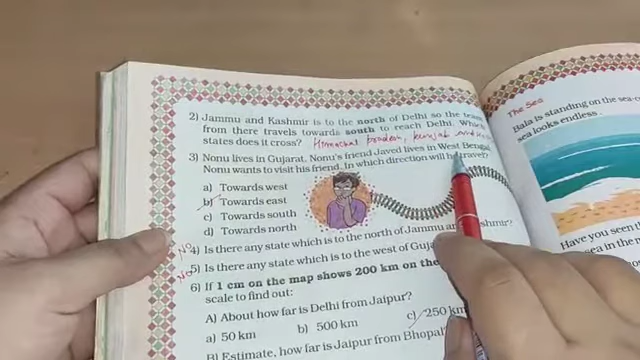 2) Jammu and Kashmir is to the north of Delhi so the
from there travels towards south to reach Delhi.
states does it cross? Himachal Pradesh, Punjab and
3) Nonu lives in Gujarat. Nonu's friend Javed lives in West Bengal.
Nonu wants to visit his friend. In which direction will he travel?
a) Towards west
b) Towards east
c) Towards south
d) Towards north
No 4) Is there any state which is to the north of Jammu and Kashmir?
No 5) Is there any state which is to the west of
6) If 1 cm on the map shows 200 km on the
scale to find out:
A) About how far is Delhi from Jaipur?
a) 50 km b) 500 km c) 250 km
B) Estimate, how far is Jaipur from Bhopal
The Sea
Bala is standing on the
sea looks endless.
Have you seen
sea in the